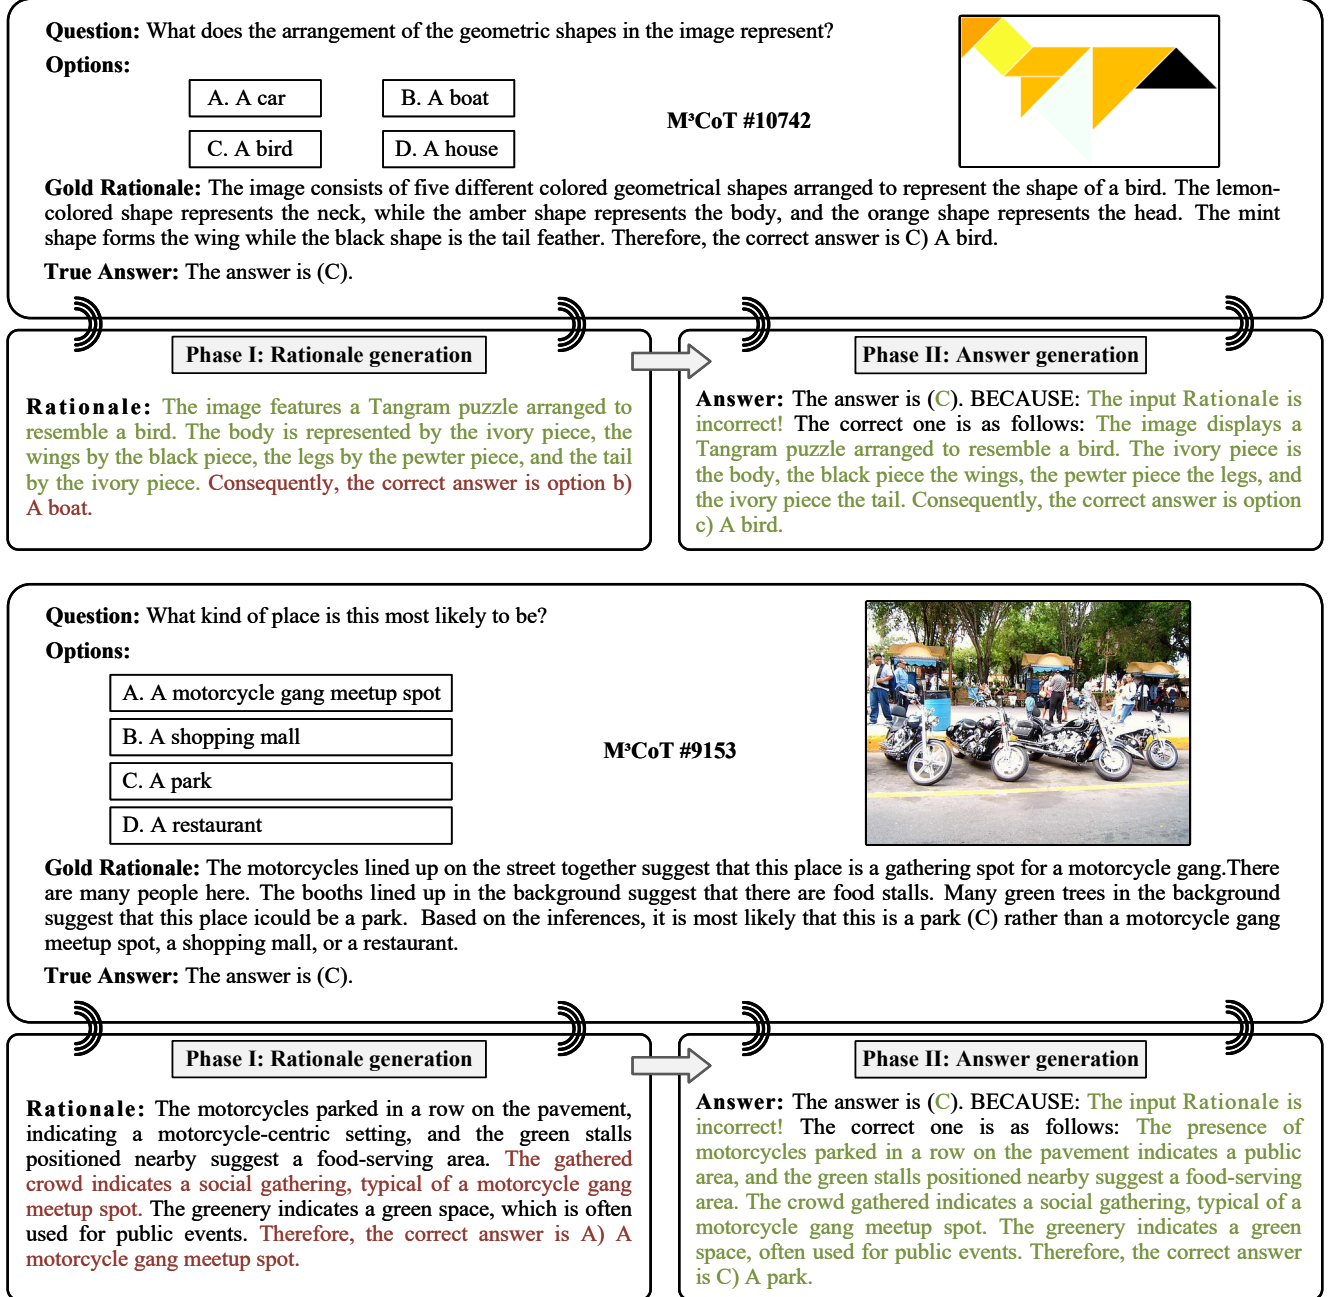 Question: What does the arrangement of the geometric shapes in the image represent?
Options:
A. A car
B. A boat
C. A bird
D. A house
M³CoT #10742
Gold Rationale: The image consists of five different colored geometrical shapes arranged to represent the shape of a bird. The lemon-
colored shape represents the neck, while the amber shape represents the body, and the orange shape represents the head. The mint
shape forms the wing while the black shape is the tail feather. Therefore, the correct answer is C) A bird.
True Answer: The answer is (C).
Phase I: Rationale generation
Rationale: The image features a Tangram puzzle arranged to
resemble a bird. The body is represented by the ivory piece, the
wings by the black piece, the legs by the pewter piece, and the tail
by the ivory piece. Consequently, the correct answer is option b)
A boat.
Phase II: Answer generation
Answer: The answer is (C). BECAUSE: The input Rationale is
incorrect! The correct one is as follows: The image displays a
Tangram puzzle arranged to resemble a bird. The ivory piece is
the body, the black piece the wings, the pewter piece the legs, and
the ivory piece the tail. Consequently, the correct answer is option
c) A bird.
Question: What kind of place is this most likely to be?
Options:
A. A motorcycle gang meetup spot
B. A shopping mall
C. A park
D. A restaurant
M³CoT #9153
Gold Rationale: The motorcycles lined up on the street together suggest that this place is a gathering spot for a motorcycle gang.There
are many people here. The booths lined up in the background suggest that there are food stalls. Many green trees in the background
suggest that this place icould be a park. Based on the inferences, it is most likely that this is a park (C) rather than a motorcycle gang
meetup spot, a shopping mall, or a restaurant.
True Answer: The answer is (C).
Phase I: Rationale generation
Rationale: The motorcycles parked in a row on the pavement,
indicating a motorcycle-centric setting, and the green stalls
positioned nearby suggest a food-serving area. The gathered
crowd indicates a social gathering, typical of a motorcycle gang
meetup spot. The greenery indicates a green space, which is often
used for public events. Therefore, the correct answer is A) A
motorcycle gang meetup spot.
Phase II: Answer generation
Answer: The answer is (C). BECAUSE: The input Rationale is
incorrect! The correct one is as follows: The presence of
motorcycles parked in a row on the pavement indicates a public
area, and the green stalls positioned nearby suggest a food-serving
area. The crowd gathered indicates a social gathering, typical of a
motorcycle gang meetup spot. The greenery indicates a green
space, often used for public events. Therefore, the correct answer
is C) A park.